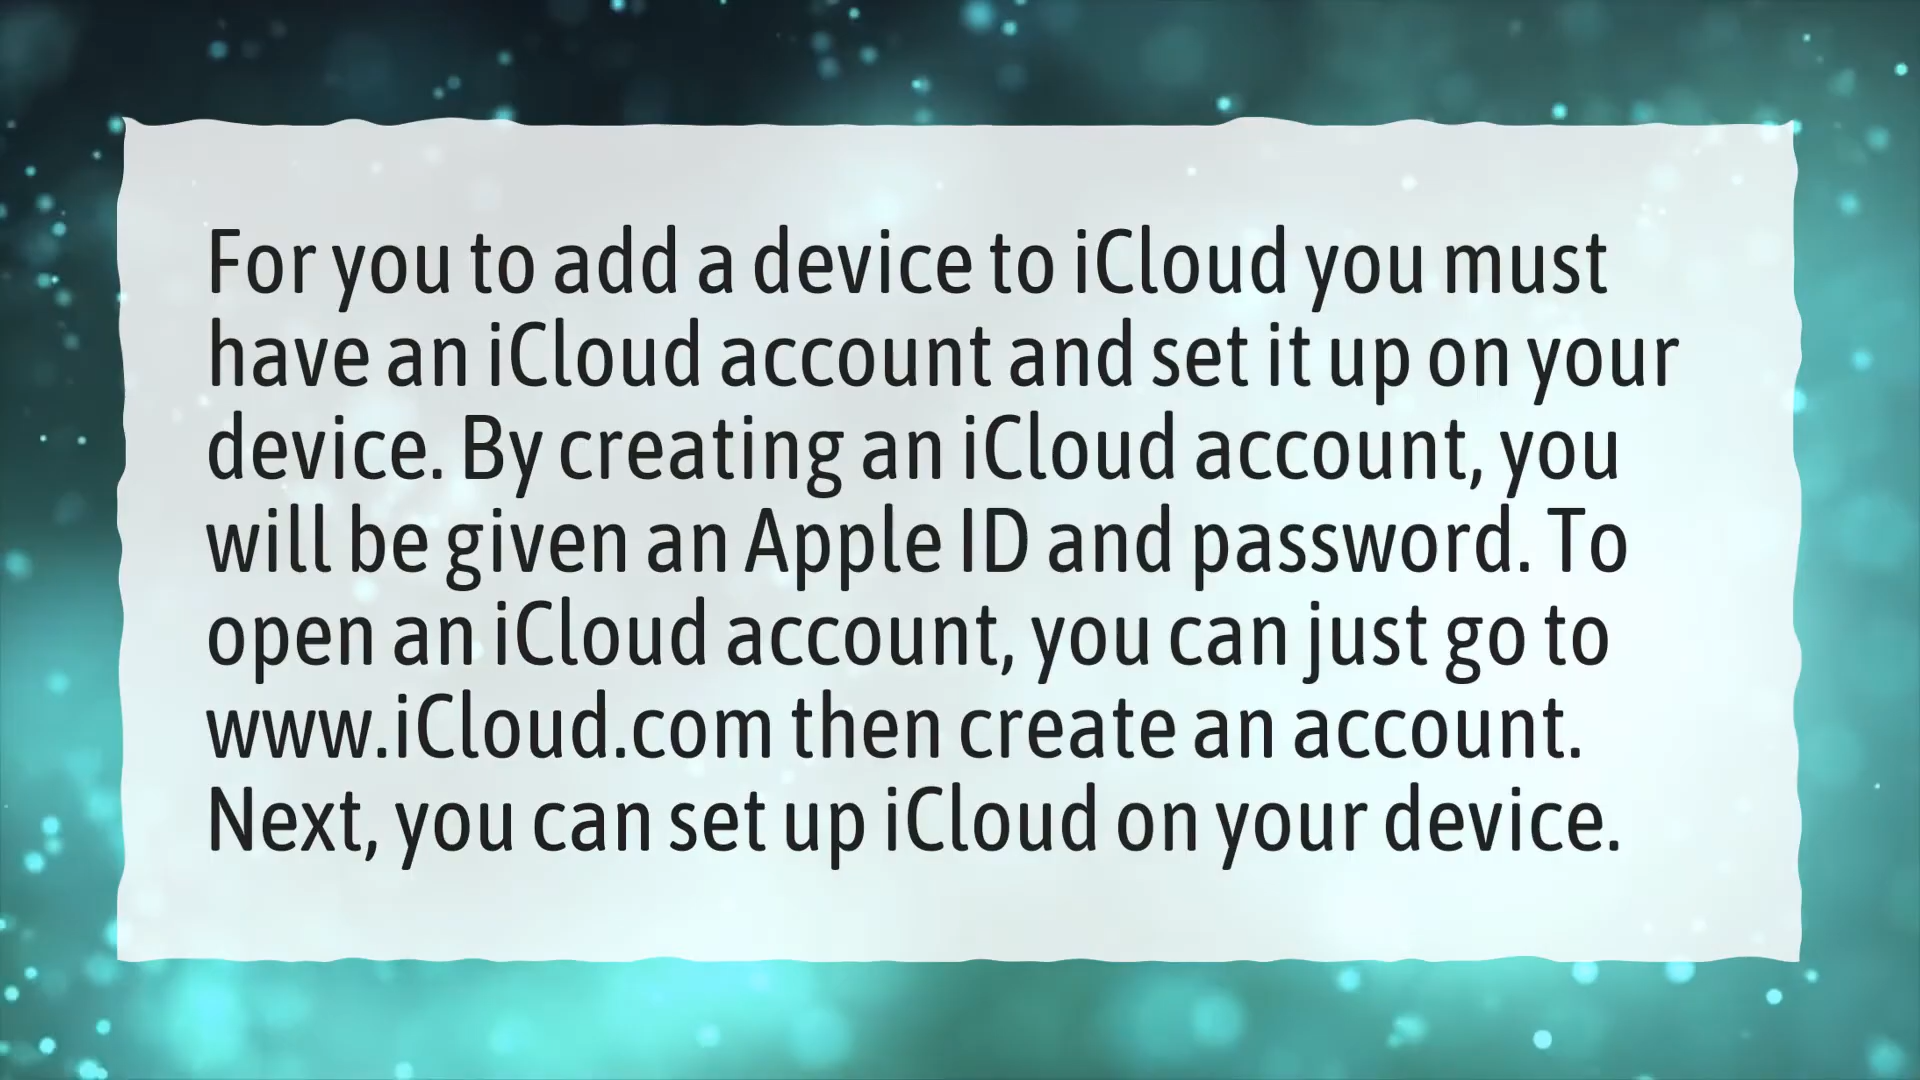 For you to add a device to iCloud you must
have an iCloud account and set it up on your
device. By creating an iCloud account, you
will be given an Apple ID and password. To
open an iCloud account, you can just go to
www.iCloud.com then create an account.
Next, you can set up iCloud on your device.